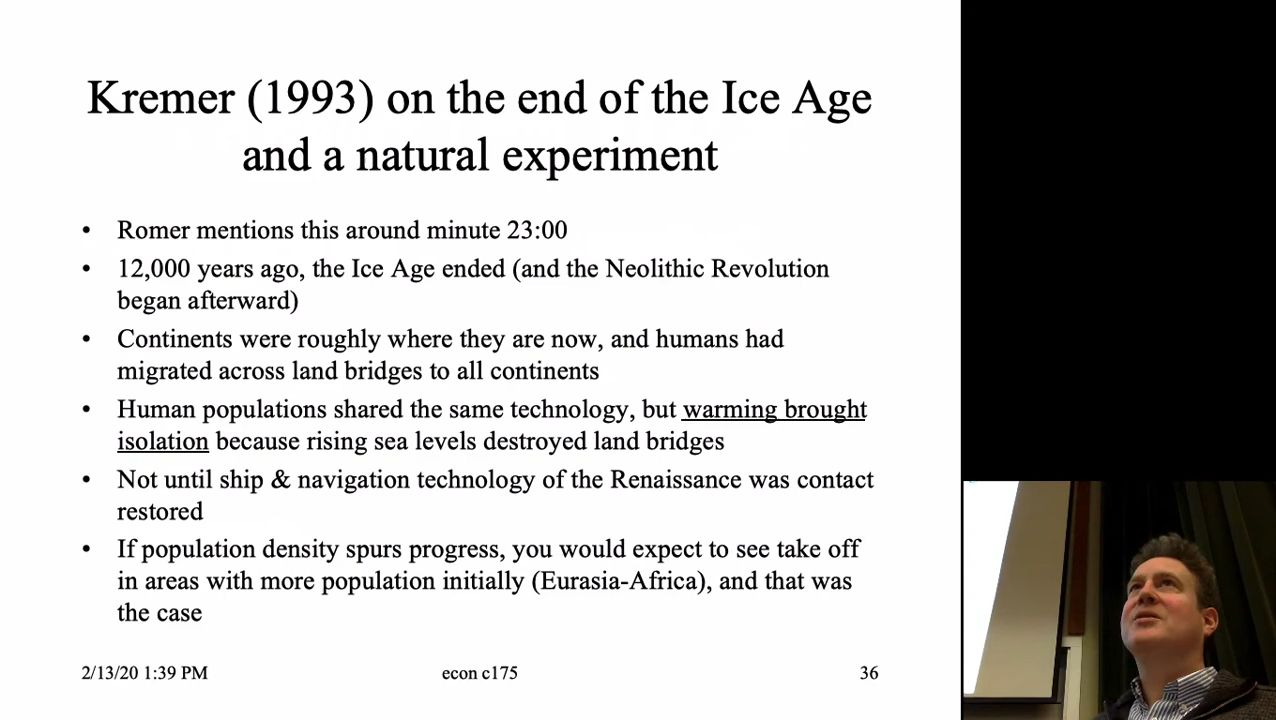 Kremer (1993) on the end of the Ice Age
and a natural experiment
• Romer mentions this around minute 23:00
• 12,000 years ago, the Ice Age ended (and the Neolithic Revolution
began afterward)
• Continents were roughly where they are now, and humans had
migrated across land bridges to all continents
• Human populations shared the same technology, but warming brought
isolation because rising sea levels destroyed land bridges
• Not until ship & navigation technology of the Renaissance was contact
restored
• If population density spurs progress, you would expect to see take off
in areas with more population initially (Eurasia-Africa), and that was
the case
2/13/20 1:39 PM
econ c175
36